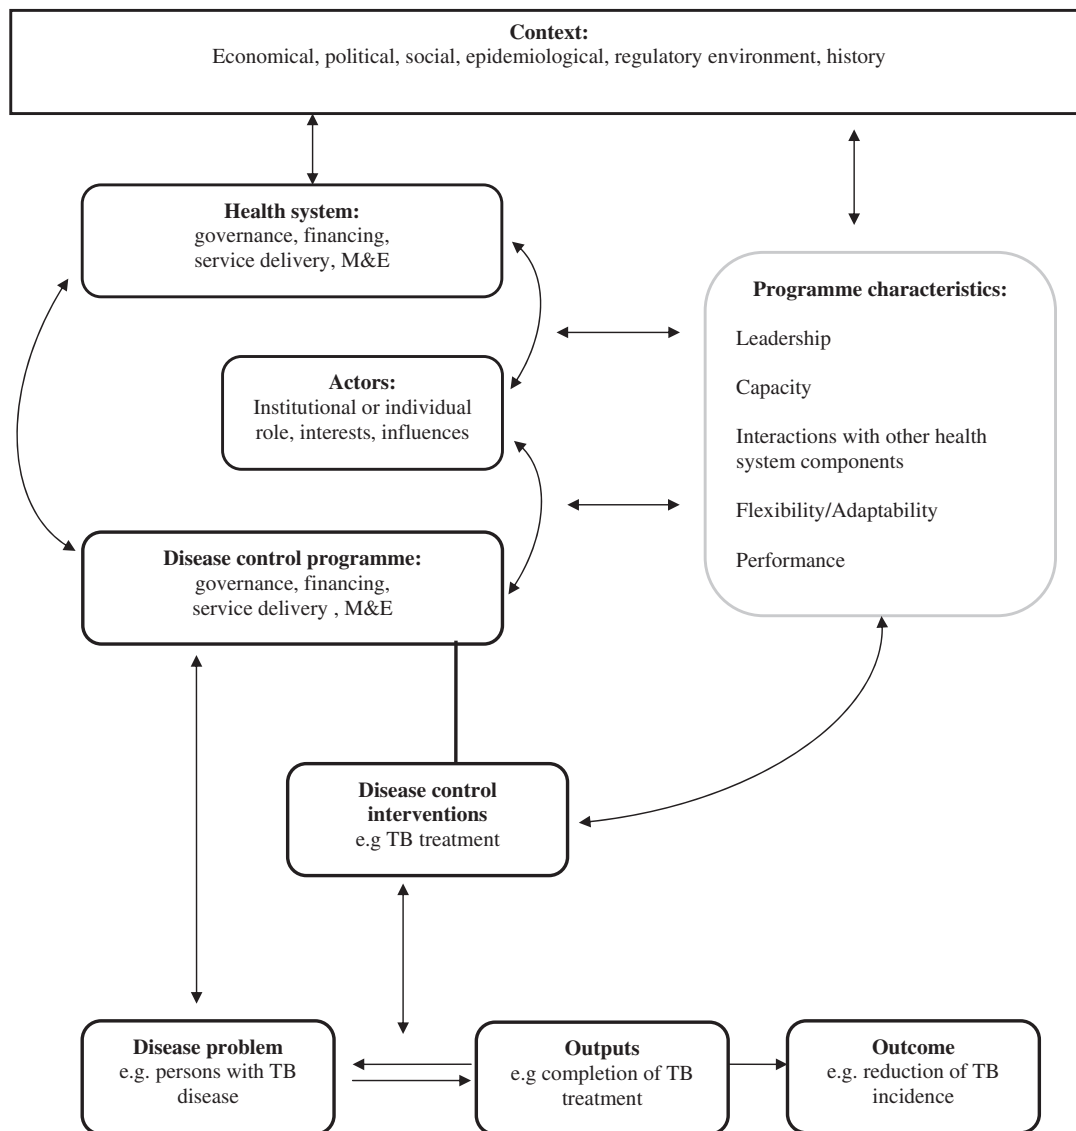 Context:
Economical, political, social, epidemiological, regulatory environment, history
Health system:
governance, financing,
service delivery, M&E
Programme characteristics:
Leadership
Capacity
Interactions with other health
system components
Flexibility/Adaptability
Performance
Actors:
Institutional or individual
role, interests, influences
Disease control programme:
governance, financing,
service delivery , M&E
Disease control
interventions
e.g TB treatment
Disease problem
e.g. persons with TB
disease
Outputs
e.g completion of TB
treatment
Outcome
e.g. reduction of TB
incidence